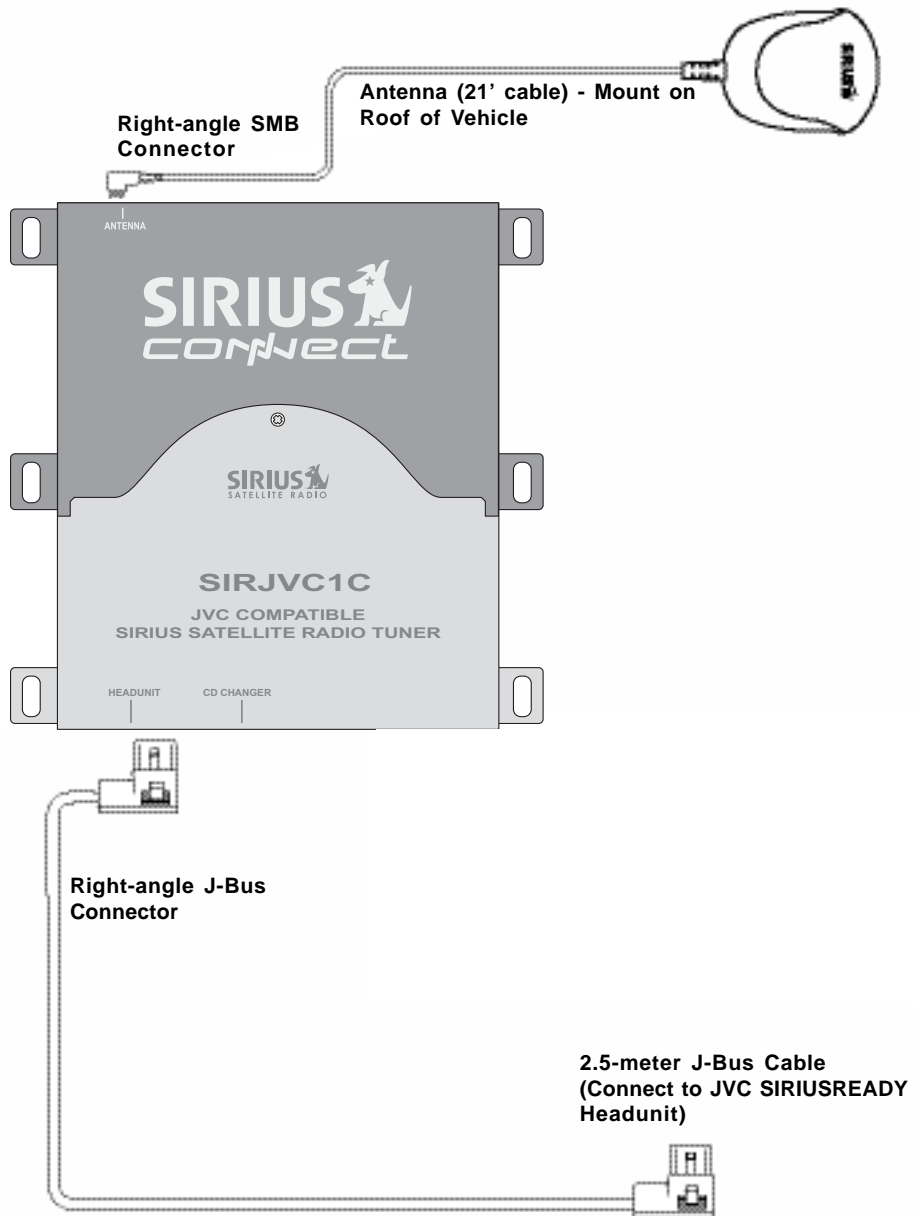 SIRIUS
Antenna (21’ cable) - Mount on
Roof of Vehicle
Right-angle SMB
Connector
ANTENNA
SIRIUS
connect
SIRIUS
SATELLITE RADIO
SIRJVC1C
JVC COMPATIBLE
SIRIUS SATELLITE RADIO TUNER
HEADUNIT CD CHANGER
Right-angle J-Bus
Connector
2.5-meter J-Bus Cable
(Connect to JVC SIRIUSREADY
Headunit)